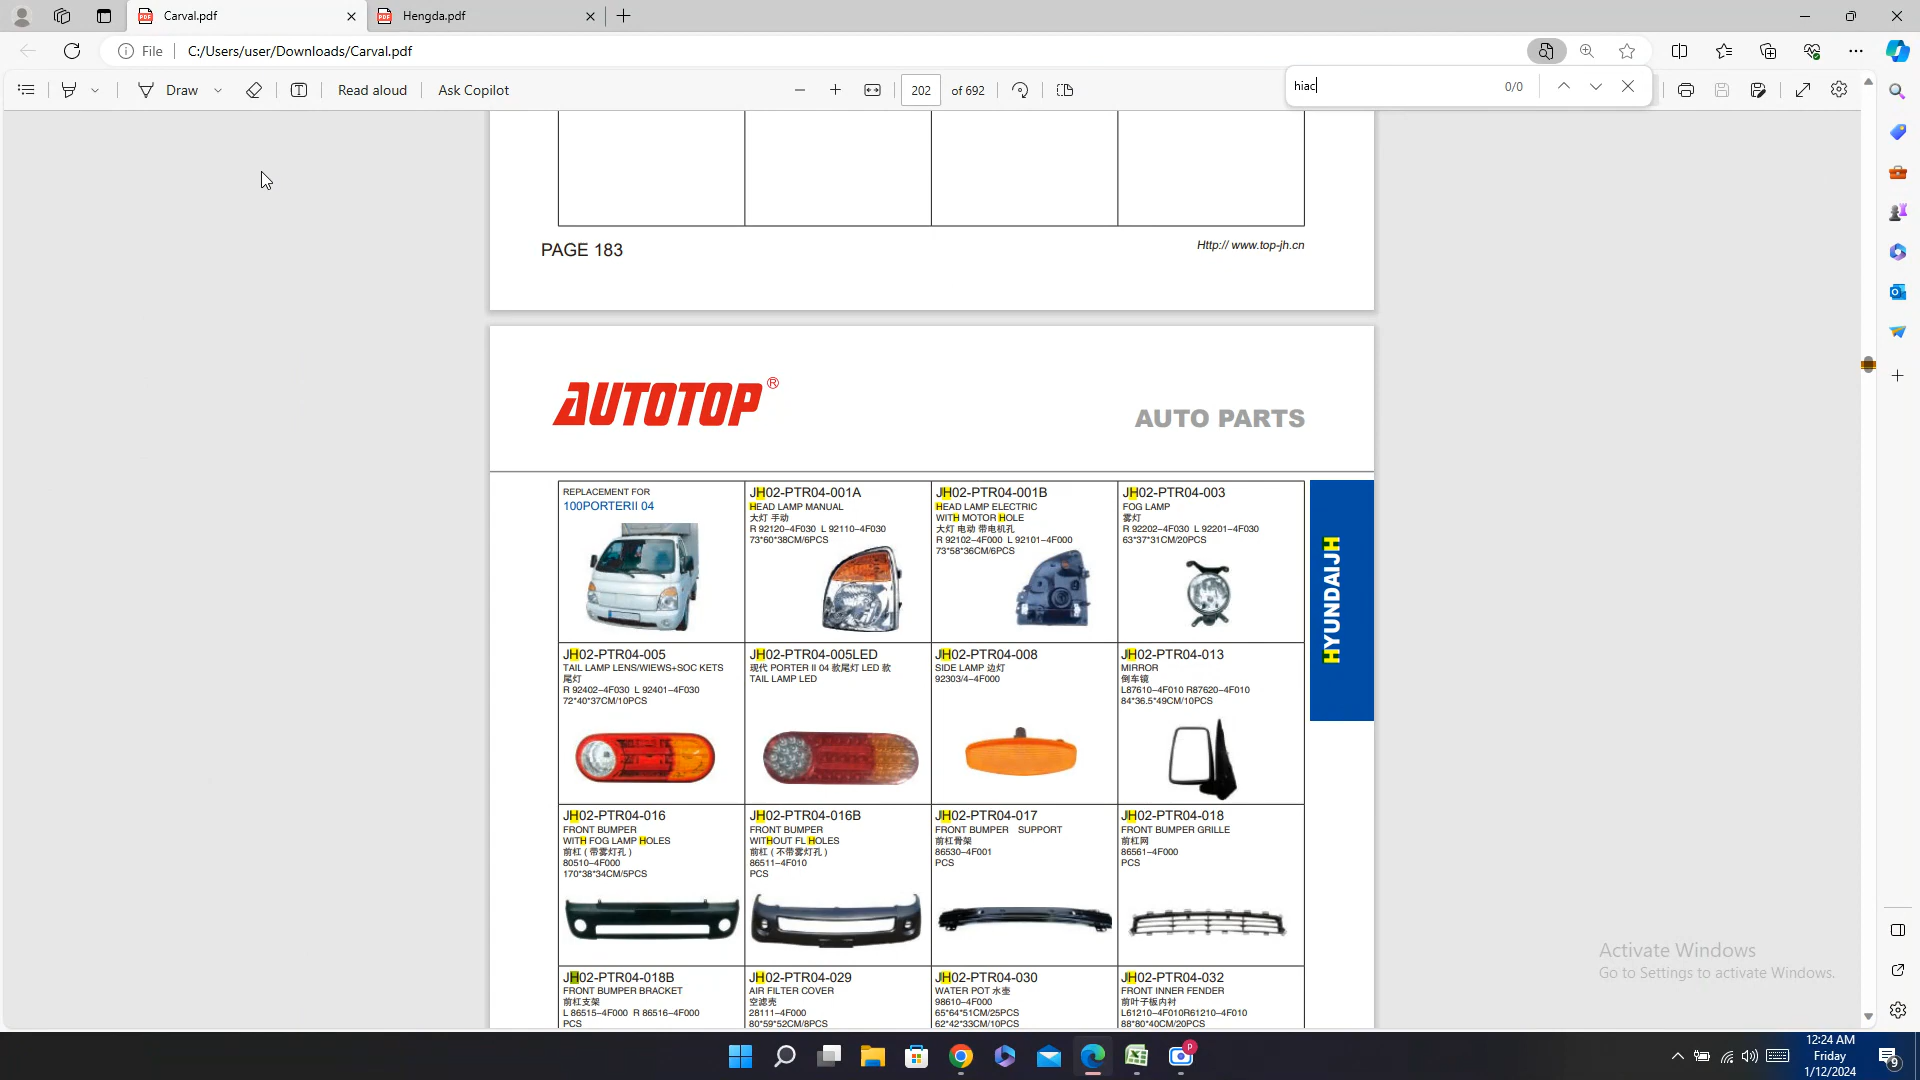 Carval.pdf
Hengda.pdf
File
C:/Users/user/Downloads/Carval.pdf
hiac
0/0
Draw
Read aloud
Ask Copilot
202
of 692
PAGE 183
Http:// www.top-jh.cn
AUTOTOP®
AUTO PARTS
REPLACEMENT FOR
100PORTERII 04
JH02-PTR04-001A
HEAD LAMP MANUAL
大灯 手动
R 92120-4F030 L 92110-4F030
73*60*38CM/6PCS
JH02-PTR04-001B
HEAD LAMP ELECTRIC
WITH MOTOR HOLE
大灯 电动 带电机孔
R 92102-4F000 L 92101-4F000
73*58*36CM/6PCS
JH02-PTR04-003
FOG LAMP
雾灯
R 92202-4F030 L 92201-4F030
63*37*31CM/20PCS
HYUNDAIJH
JH02-PTR04-005
TAIL LAMP LENS/WIEWS+SOC KETS
尾灯
R 92402-4F030 L 92401-4F030
72*40*37CM/10PCS
JH02-PTR04-005LED
现代 PORTER II 04 款尾灯 LED 款
TAIL LAMP LED
JH02-PTR04-008
SIDE LAMP 边灯
92303/4-4F000
JH02-PTR04-013
MIRROR
倒车镜
L87610-4F010 R87620-4F010
84*36.5*49CM/10PCS
JH02-PTR04-016
FRONT BUMPER
WITH FOG LAMP HOLES
前杠 ( 带雾灯孔 )
80510-4F000
170*38*34CM/5PCS
JH02-PTR04-016B
FRONT BUMPER
WITHOUT FL HOLES
前杠 ( 不带雾灯孔 )
86511-4F010
PCS
JH02-PTR04-017
FRONT BUMPER SUPPORT
前杠骨架
86530-4F001
PCS
JH02-PTR04-018
FRONT BUMPER GRILLE
前杠网
86561-4F000
PCS
JH02-PTR04-018B
FRONT BUMPER BRACKET
前杠支架
L 86515-4F000 R 86516-4F000
PCS
JH02-PTR04-029
AIR FILTER COVER
空滤壳
28111-4F000
80*59*52CM/8PCS
JH02-PTR04-030
WATER POT 水壶
98610-4F000
65*64*51CM/25PCS
62*42*33CM/10PCS
JH02-PTR04-032
FRONT INNER FENDER
前叶子板内衬
L61210-4F010R61210-4F010
88*80*40CM/20PCS
Activate Windows
Go to Settings to activate Windows.
12:24 AM
Friday
1/12/2024
9